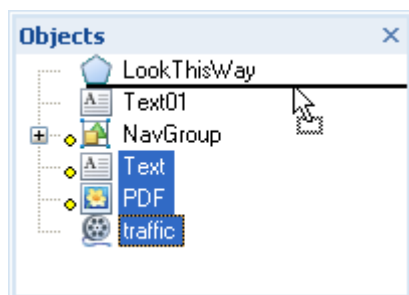 Objects
LookThisWay
Text01
NavGroup
Text
PDF
traffic